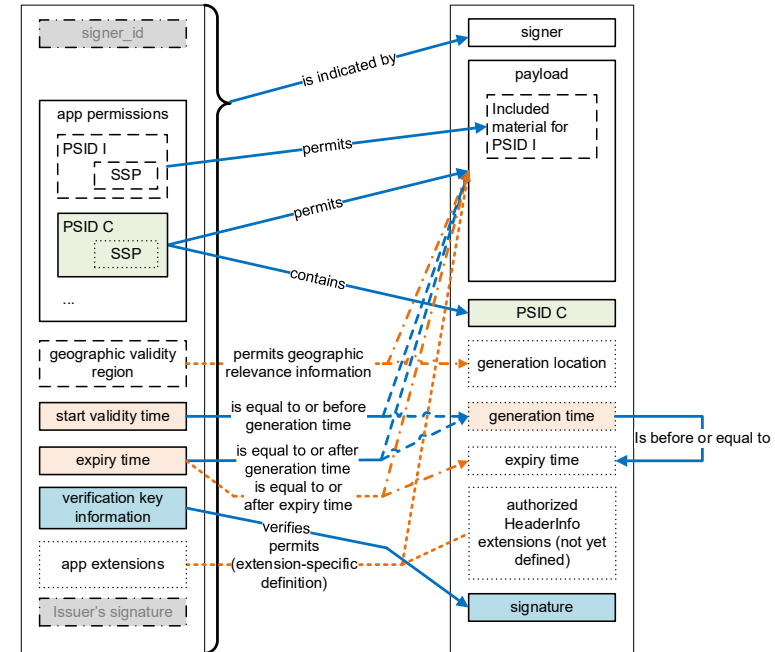 signer_id
app permissions
PSID I
SSP
PSID C
SSP
...
geographic validity
region
start validity time
expiry time
verification key
information
app extensions
Issuer's signature
is indicated by
permits
permits
contains
permits geographic
relevance information
is equal to or before
generation time
is equal to or after
generation time
is equal to or
after expiry time
verifies
permits
(extension-specific
definition)
signer
payload
Included
material for
PSID I
PSID C
generation location
generation time
expiry time
authorized
HeaderInfo
extensions (not yet
defined)
signature
Is before or equal to